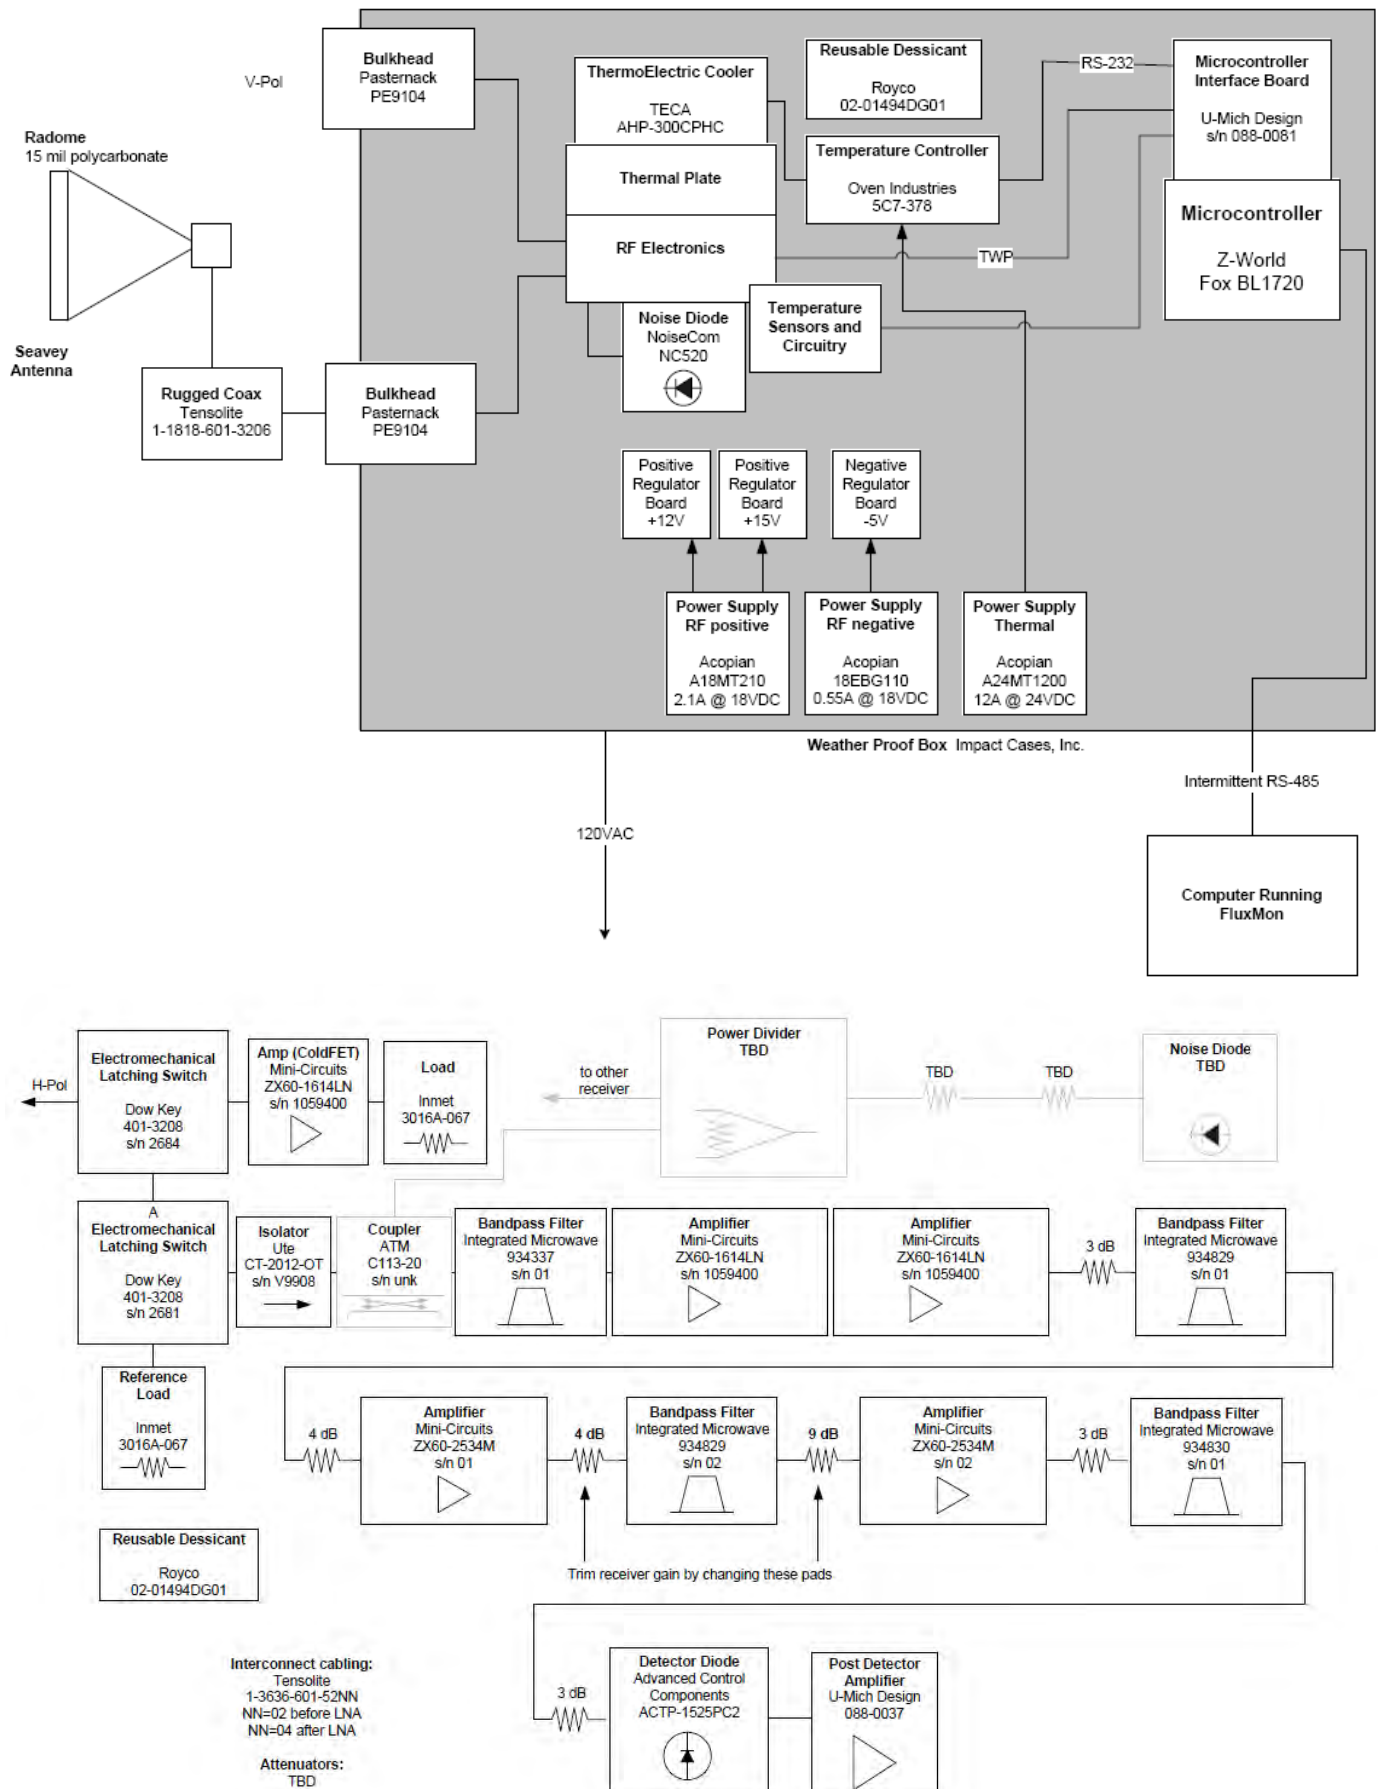 V-Pol
Bulkhead
Pasternack
PE9104
ThermoElectric Cooler
TECA
AHP-300CPHC
Reusable Dessicant
Royco
02-01494DG01
RS-232
Microcontroller
Interface Board
U-Mich Design
s/n 088-0081
Radome
15 mil polycarbonate
Thermal Plate
Temperature Controller
Oven Industries
5C7-378
Microcontroller
Z-World
Fox BL1720
RF Electronics
TWP
Seavey
Antenna
Noise Diode
NoiseCom
NC520
Temperature
Sensors and
Circuitry
Rugged Coax
Tensolite
1-1818-601-3206
Bulkhead
Pasternack
PE9104
Positive
Regulator
Board
+12V
Positive
Regulator
Board
+15V
Negative
Regulator
Board
-5V
Power Supply
RF positive
Acopian
A18MT210
2.1A @ 18VDC
Power Supply
RF negative
Acopian
18EBG110
0.55A @ 18VDC
Power Supply
Thermal
Acopian
A24MT1200
12A @ 24VDC
Weather Proof Box Impact Cases, Inc.
Intermittent RS-485
120VAC
Computer Running
FluxMon
H-Pol
Electromechanical
Latching Switch
Dow Key
401-3208
s/n 2684
Amp (ColdFET)
Mini-Circuits
ZX60-1614LN
s/n 1059400
Load
Inmet
3016A-067
to other
receiver
Power Divider
TBD
TBD
TBD
Noise Diode
TBD
A
Electromechanical
Latching Switch
Dow Key
401-3208
s/n 2681
Isolator
Ute
CT-2012-OT
s/n V9908
Coupler
ATM
C113-20
s/n unk
Bandpass Filter
Integrated Microwave
934337
s/n 01
Amplifier
Mini-Circuits
ZX60-1614LN
s/n 1059400
Amplifier
Mini-Circuits
ZX60-1614LN
s/n 1059400
3 dB
Bandpass Filter
Integrated Microwave
934829
s/n 01
Reference
Load
Inmet
3016A-067
4 dB
Amplifier
Mini-Circuits
ZX60-2534M
s/n 01
4 dB
Bandpass Filter
Integrated Microwave
934829
s/n 02
9 dB
Amplifier
Mini-Circuits
ZX60-2534M
s/n 02
3 dB
Bandpass Filter
Integrated Microwave
934830
s/n 01
Reusable Dessicant
Royco
02-01494DG01
Trim receiver gain by changing these pads
Interconnect cabling:
Tensolite
1-3636-601-52NN
NN=02 before LNA
NN=04 after LNA
Attenuators:
TBD
3 dB
Detector Diode
Advanced Control
Components
ACTP-1525PC2
Post Detector
Amplifier
U-Mich Design
088-0037